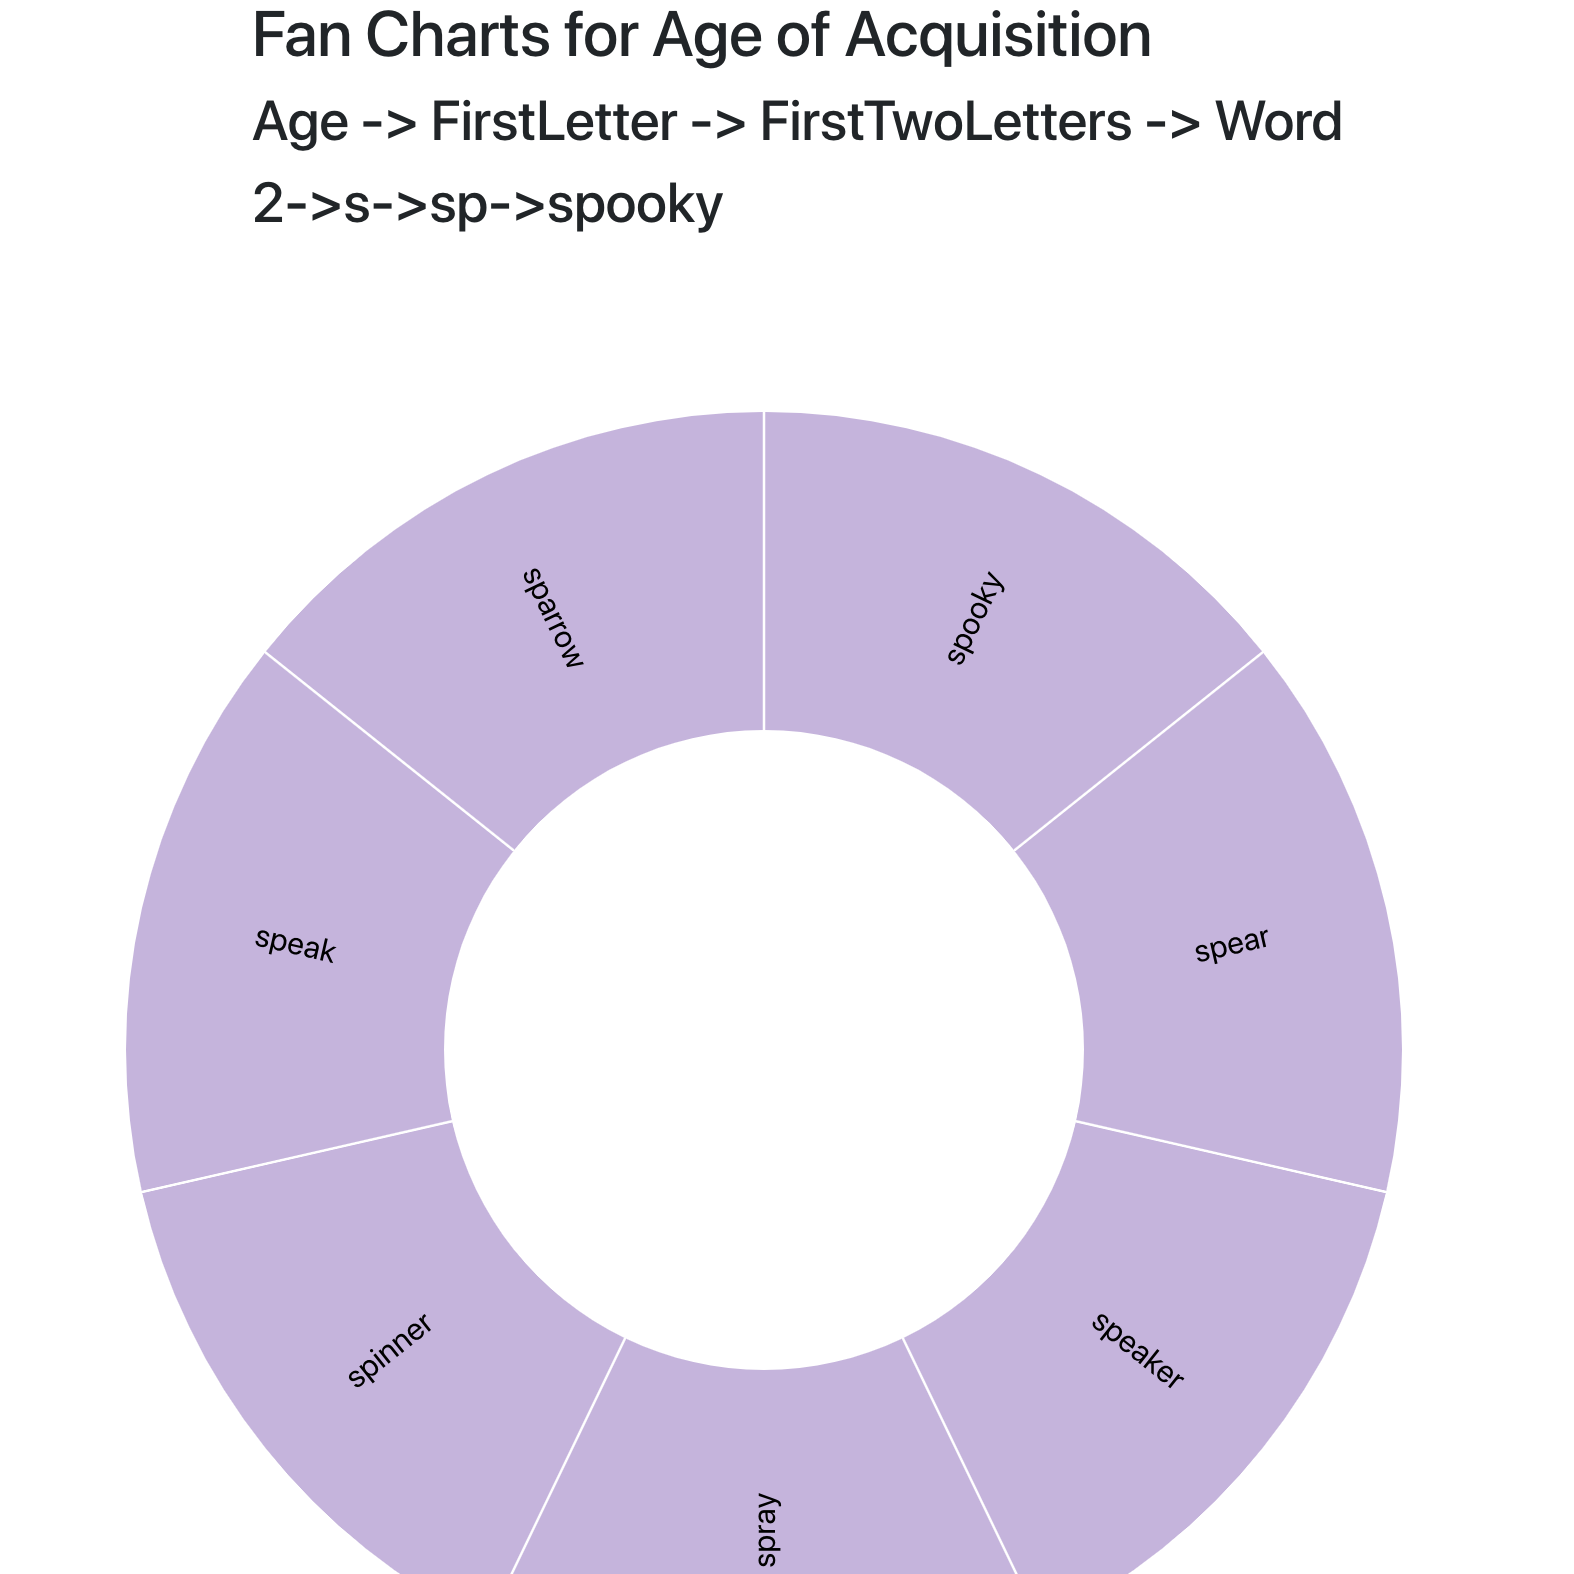 Fan Charts for Age of Acquisition
Age -> FirstLetter -> FirstTwoLetters -> Word
2->s->sp->spooky
sparrow
spooky
speak
spear
spinner
speaker
spray